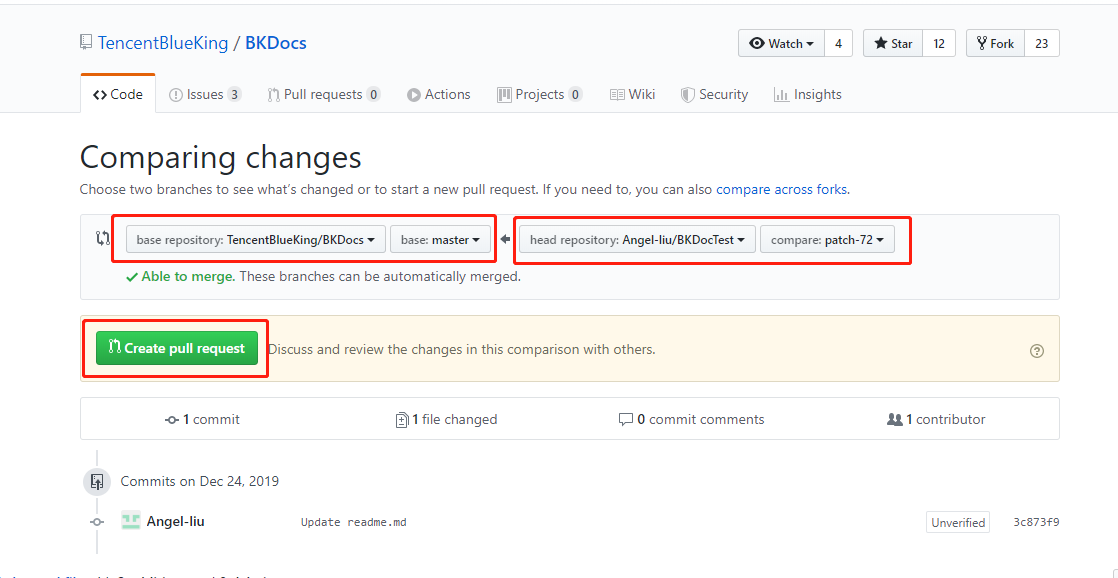 TencentBlueKing / BKDocs
Watch 4 Star 12 Fork 23
Code Issues 3 Pull requests 0 Actions Projects 0 Wiki Security Insights
Comparing changes
Choose two branches to see what's changed or to start a new pull request. If you need to, you can also compare across forks.
base repository: TencentBlueKing/BKDocs base: master head repository: Angel-liu/BKDocTest compare: patch-72
Able to merge. These branches can be automatically merged.
Create pull request Discuss and review the changes in this comparison with others.
1 commit 1 file changed 0 commit comments 1 contributor
Commits on Dec 24, 2019
Angel-liu Update readme.md Unverified 3c873f9